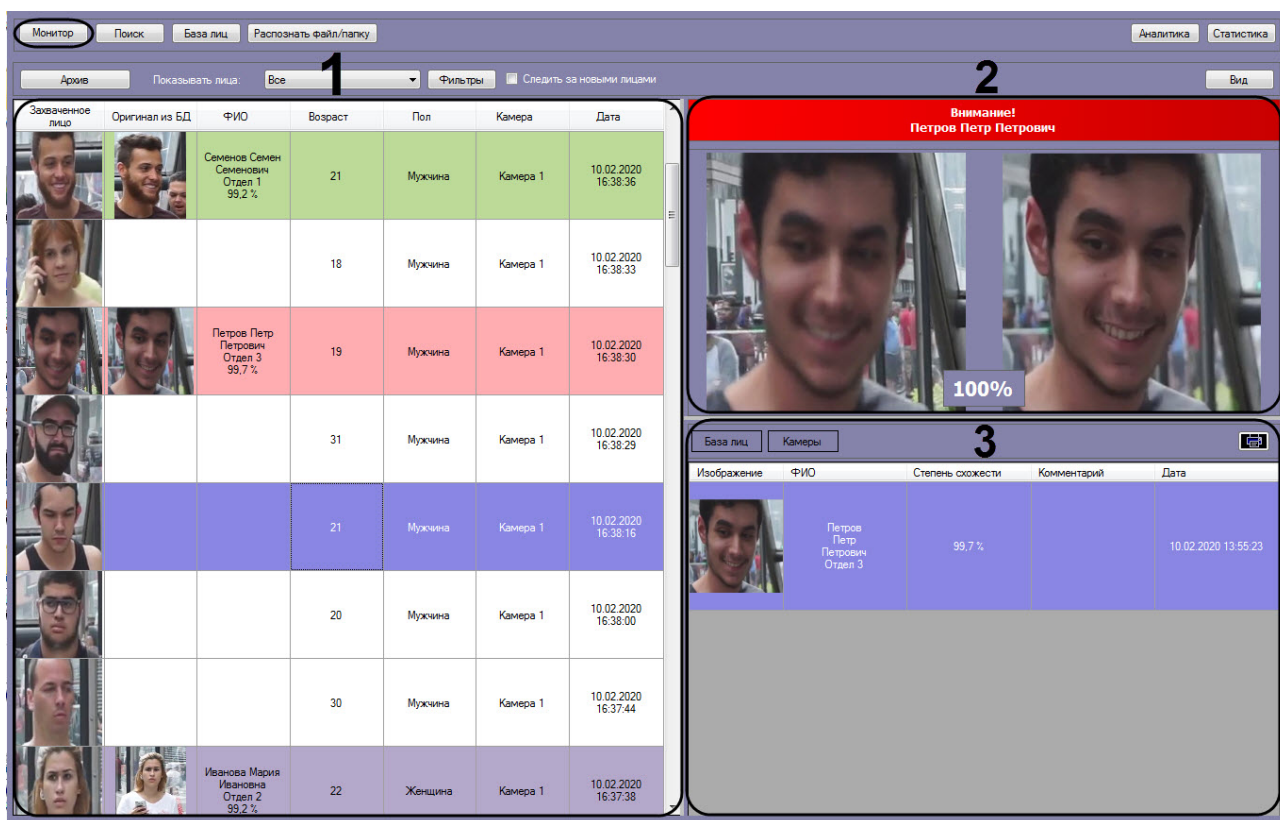 Монитор
Поиск
База лиц
Распознать файл/папку
Аналитика
Статистика
1
2
Архив
Показывать лица:
Все
Фильтры
Следить за новыми лицами
Вид
Захваченное
лицо
Оригинал из БД
ФИО
Возраст
Пол
Камера
Дата
Семенов Семен
Семенович
Отдел 1
99,2 %
21
Мужчина
Камера 1
10.02.2020
16:38:36
18
Мужчина
Камера 1
10.02.2020
16:38:33
Петров Петр
Петрович
Отдел 3
99,7 %
19
Мужчина
Камера 1
10.02.2020
16:38:30
31
Мужчина
Камера 1
10.02.2020
16:38:29
21
Мужчина
Камера 1
10.02.2020
16:38:16
20
Мужчина
Камера 1
10.02.2020
16:38:00
30
Мужчина
Камера 1
10.02.2020
16:37:44
Иванова Мария
Ивановна
Отдел 2
99,2 %
22
Женщина
Камера 1
10.02.2020
16:37:38
Внимание!
Петров Петр Петрович
100%
База лиц
Камеры
3
Изображение
ФИО
Степень схожести
Комментарий
Дата
Петров
Петр
Петрович
Отдел 3
99,7 %
10.02.2020 13:55:23